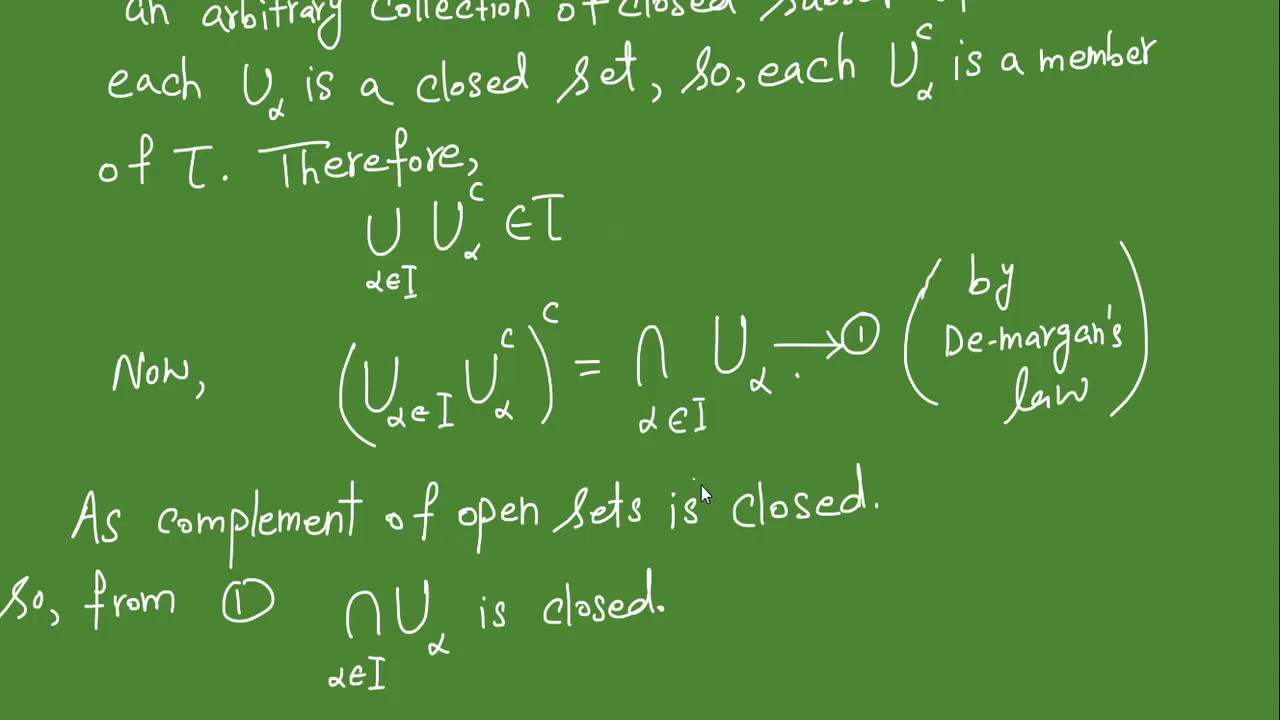 an arbitrary collection of closed
each U_α is a closed set, so, each U_α^c is a member
of τ. Therefore,
∪_{α∈I} U_α^c ∈ τ
Now, (∪_{α∈I} U_α^c)^c = ∩_{α∈I} U_α. → ① (by De-margan's law)
As complement of open sets is closed.
so, from ① ∩_{α∈I} U_α is closed.